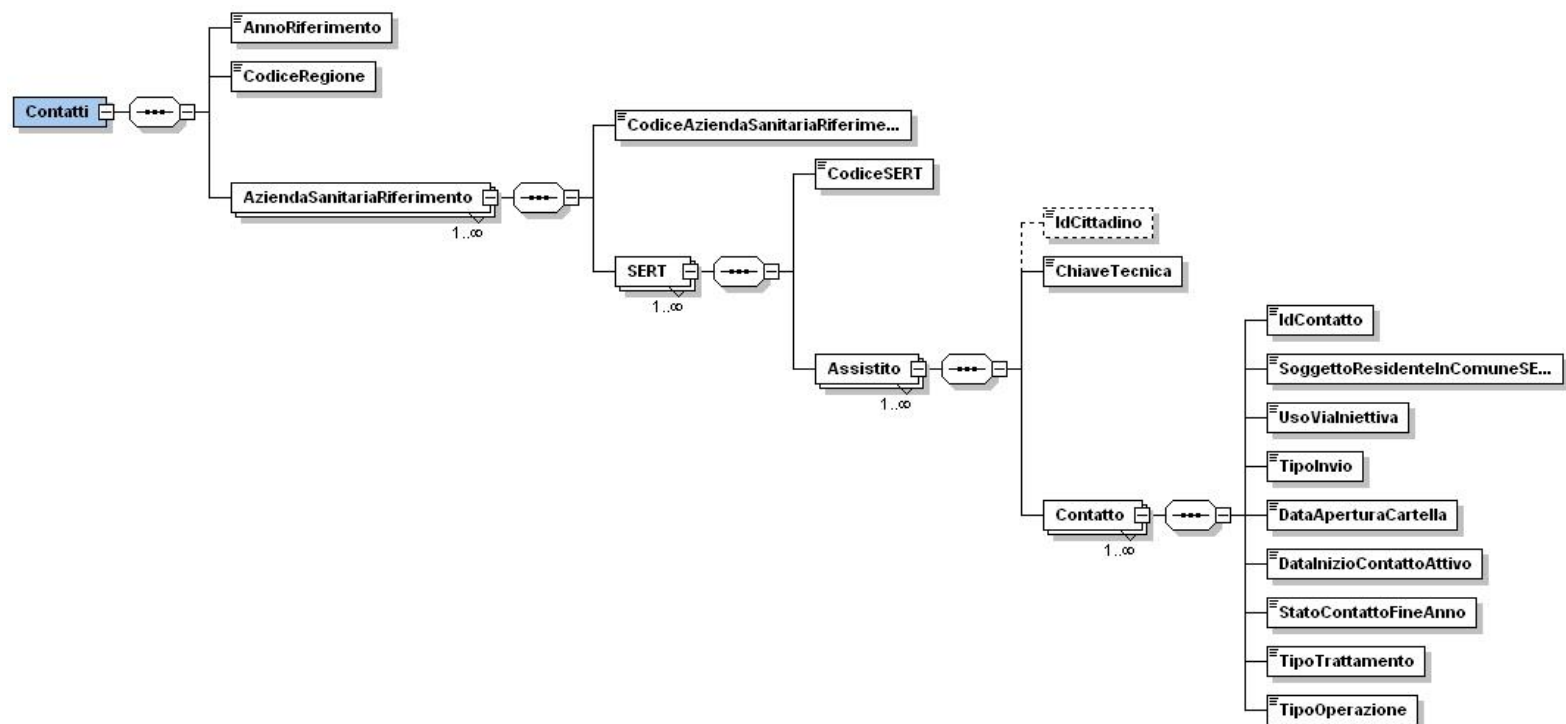 AnnoRiferimento
CodiceRegione
Contatti
AziendaSanitariaRiferimento
1..∞
CodiceAziendaSanitariaRiferime...
SERT
1..∞
CodiceSERT
Assistito
1..∞
IdCittadino
ChiaveTecnica
Contatto
1..∞
IdContatto
SoggettoResidenteInComuneSE...
UsoViaIniettiva
TipoInvio
DataAperturaCartella
DataInizioContattoAttivo
StatoContattoFineAnno
TipoTrattamento
TipoOperazione